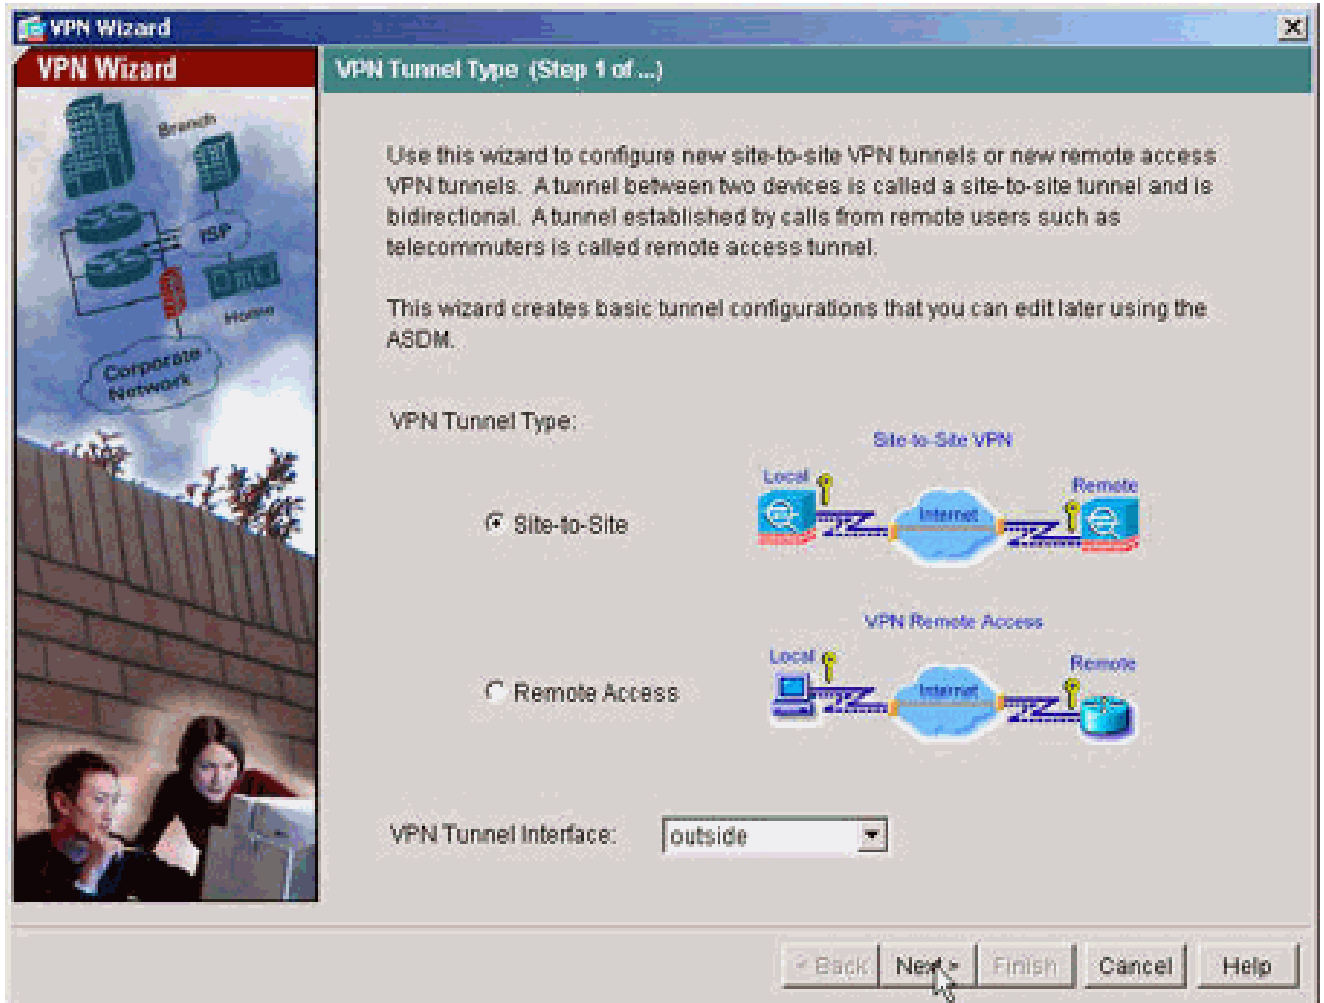 VPN Wizard
VPN Wizard
VPN Tunnel Type (Step 1 of ...)
Branch
ISP
Home
Corporate
Network
Use this wizard to configure new site-to-site VPN tunnels or new remote access
VPN tunnels. A tunnel between two devices is called a site-to-site tunnel and is
bidirectional. A tunnel established by calls from remote users such as
telecommuters is called remote access tunnel.
This wizard creates basic tunnel configurations that you can edit later using the
ASDM.
VPN Tunnel Type:
Site-to-Site VPN
Local
Remote
Internet
Site-to-Site
VPN Remote Access
Local
Remote
Internet
Remote Access
VPN Tunnel Interface:
outside
< Back
Next >
Finish
Cancel
Help